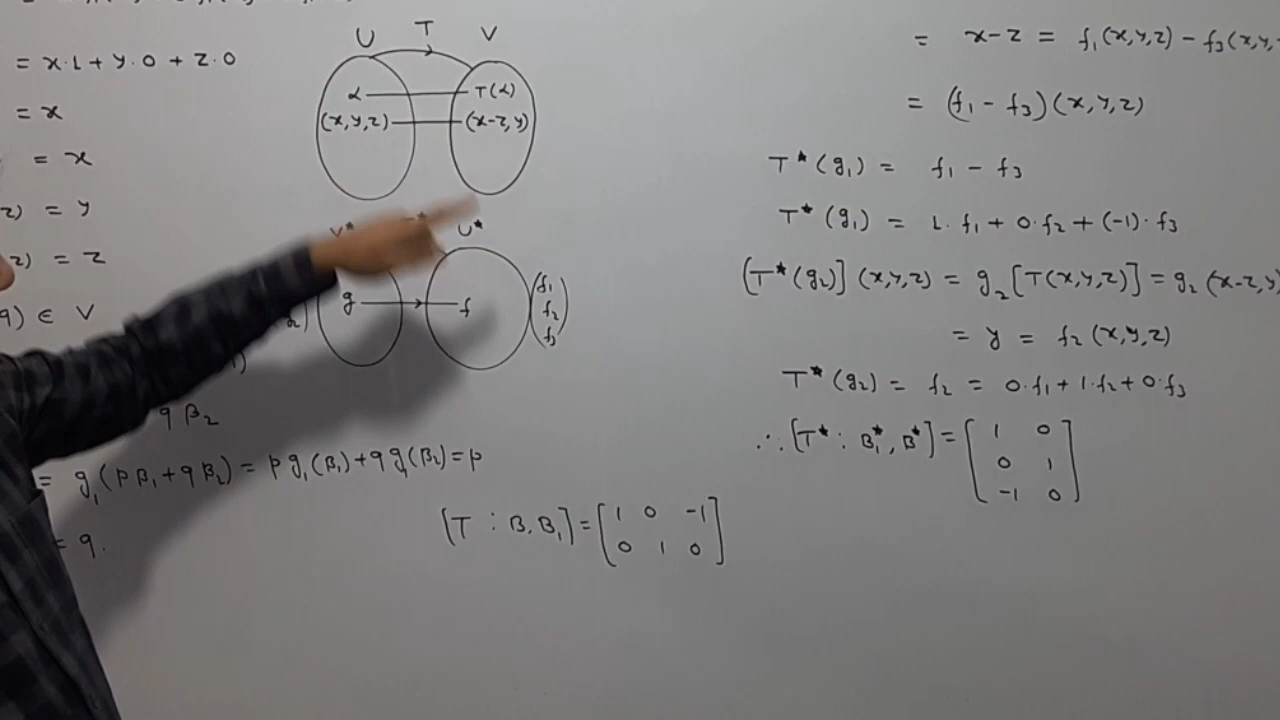 = x·1 + y·0 + z·0
= x
= x
z) = y
z) = z
q) ∈ V
q β₂
= g₁(pβ₁ + qβ₂) = p g₁(β₁) + q g₁(β₂) = p
= q.
U T V
α T(α)
(x,y,z) (x-z, y)
V* U*
g f
f₁
f₂
f₃
[T : B, B₁] = [1 0 -1
0 1 0]
= x-z = f₁(x,y,z) - f₃(x,y,
= (f₁ - f₃)(x,y,z)
T*(g₁) = f₁ - f₃
T*(g₁) = 1·f₁ + 0·f₂ + (-1)·f₃
[T*(g₂)](x,y,z) = g₂[T(x,y,z)] = g₂(x-z,y)
= y = f₂(x,y,z)
T*(g₂) = f₂ = 0·f₁ + 1·f₂ + 0·f₃
∴ [T* : B₁*, B*] = [1 0
0 1
-1 0]